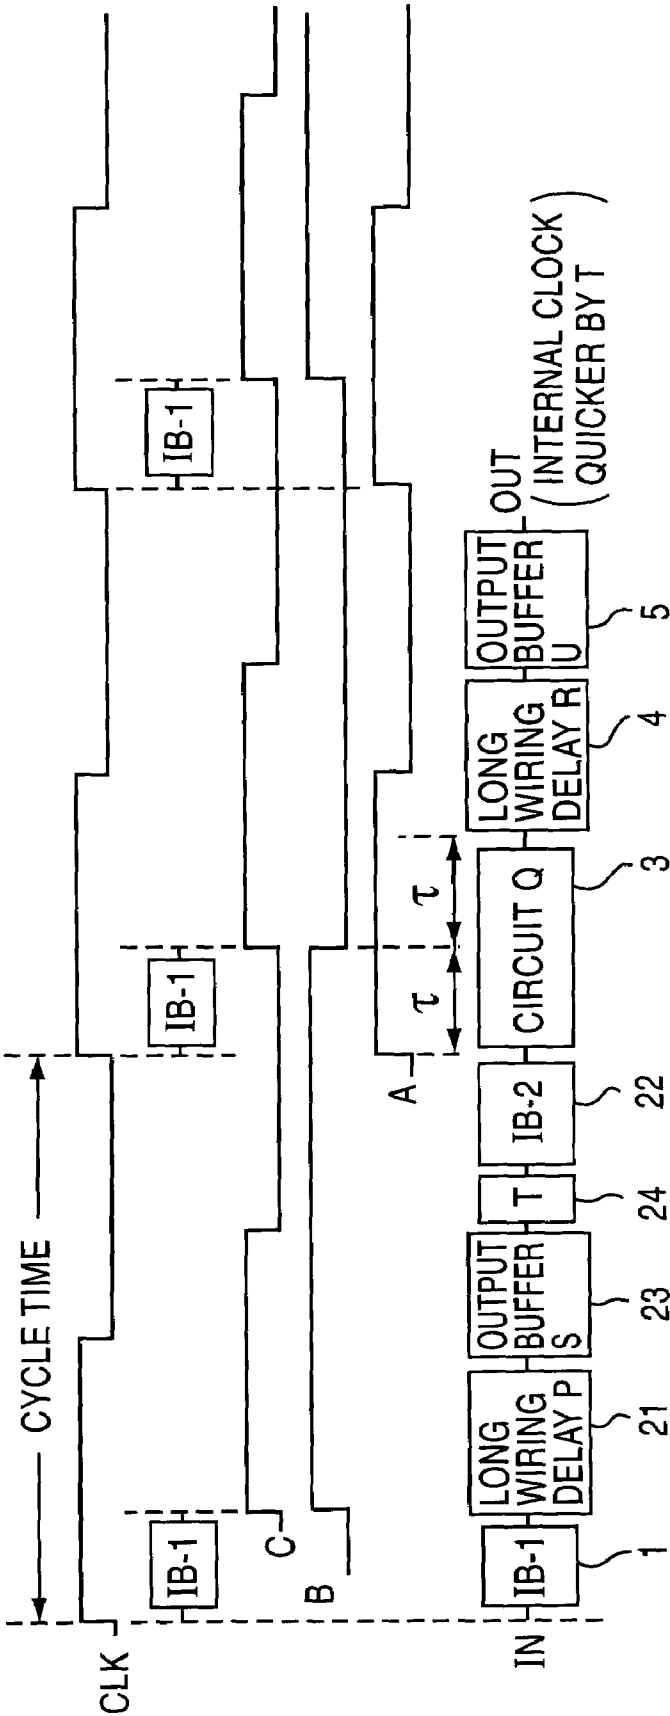 CLK
CYCLE TIME
IB-1
IB-1
IB-1
C
B
A
τ
τ
IN
IB-1
LONG
WIRING
DELAY P
OUTPUT
BUFFER
S
T
IB-2
CIRCUIT Q
LONG
WIRING
DELAY R
OUTPUT
BUFFER
U
OUT
(INTERNAL CLOCK
QUICKER BY T)
1
21
23
24
22
3
4
5